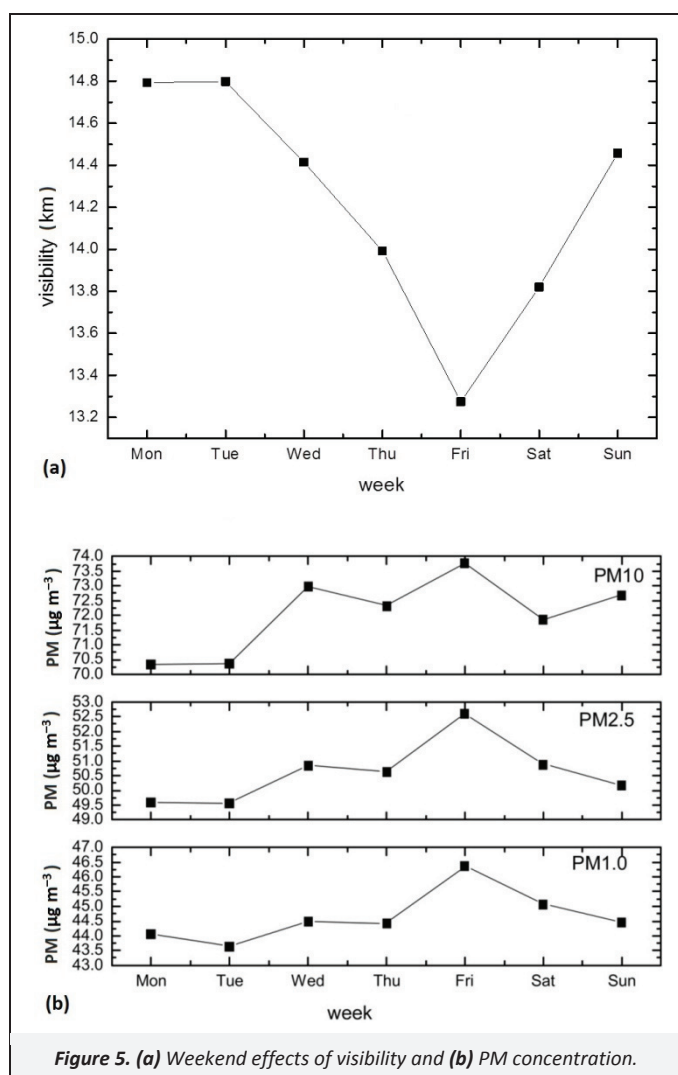 15.0
14.8
14.6
14.4
14.2
14.0
13.8
13.6
13.4
13.2
visibility (km)
Mon Tue Wed Thu Fri Sat Sun
(a)
week
74.0
73.5
73.0
72.5
72.0
71.5
71.0
70.5
70.0
PM (µg m⁻³)
PM10
53.0
52.5
52.0
51.5
51.0
50.5
50.0
49.5
49.0
PM (µg m⁻³)
PM2.5
47.0
46.5
46.0
45.5
45.0
44.5
44.0
43.5
43.0
PM (µg m⁻³)
PM1.0
Mon Tue Wed Thu Fri Sat Sun
(b)
week
Figure 5. (a) Weekend effects of visibility and (b) PM concentration.